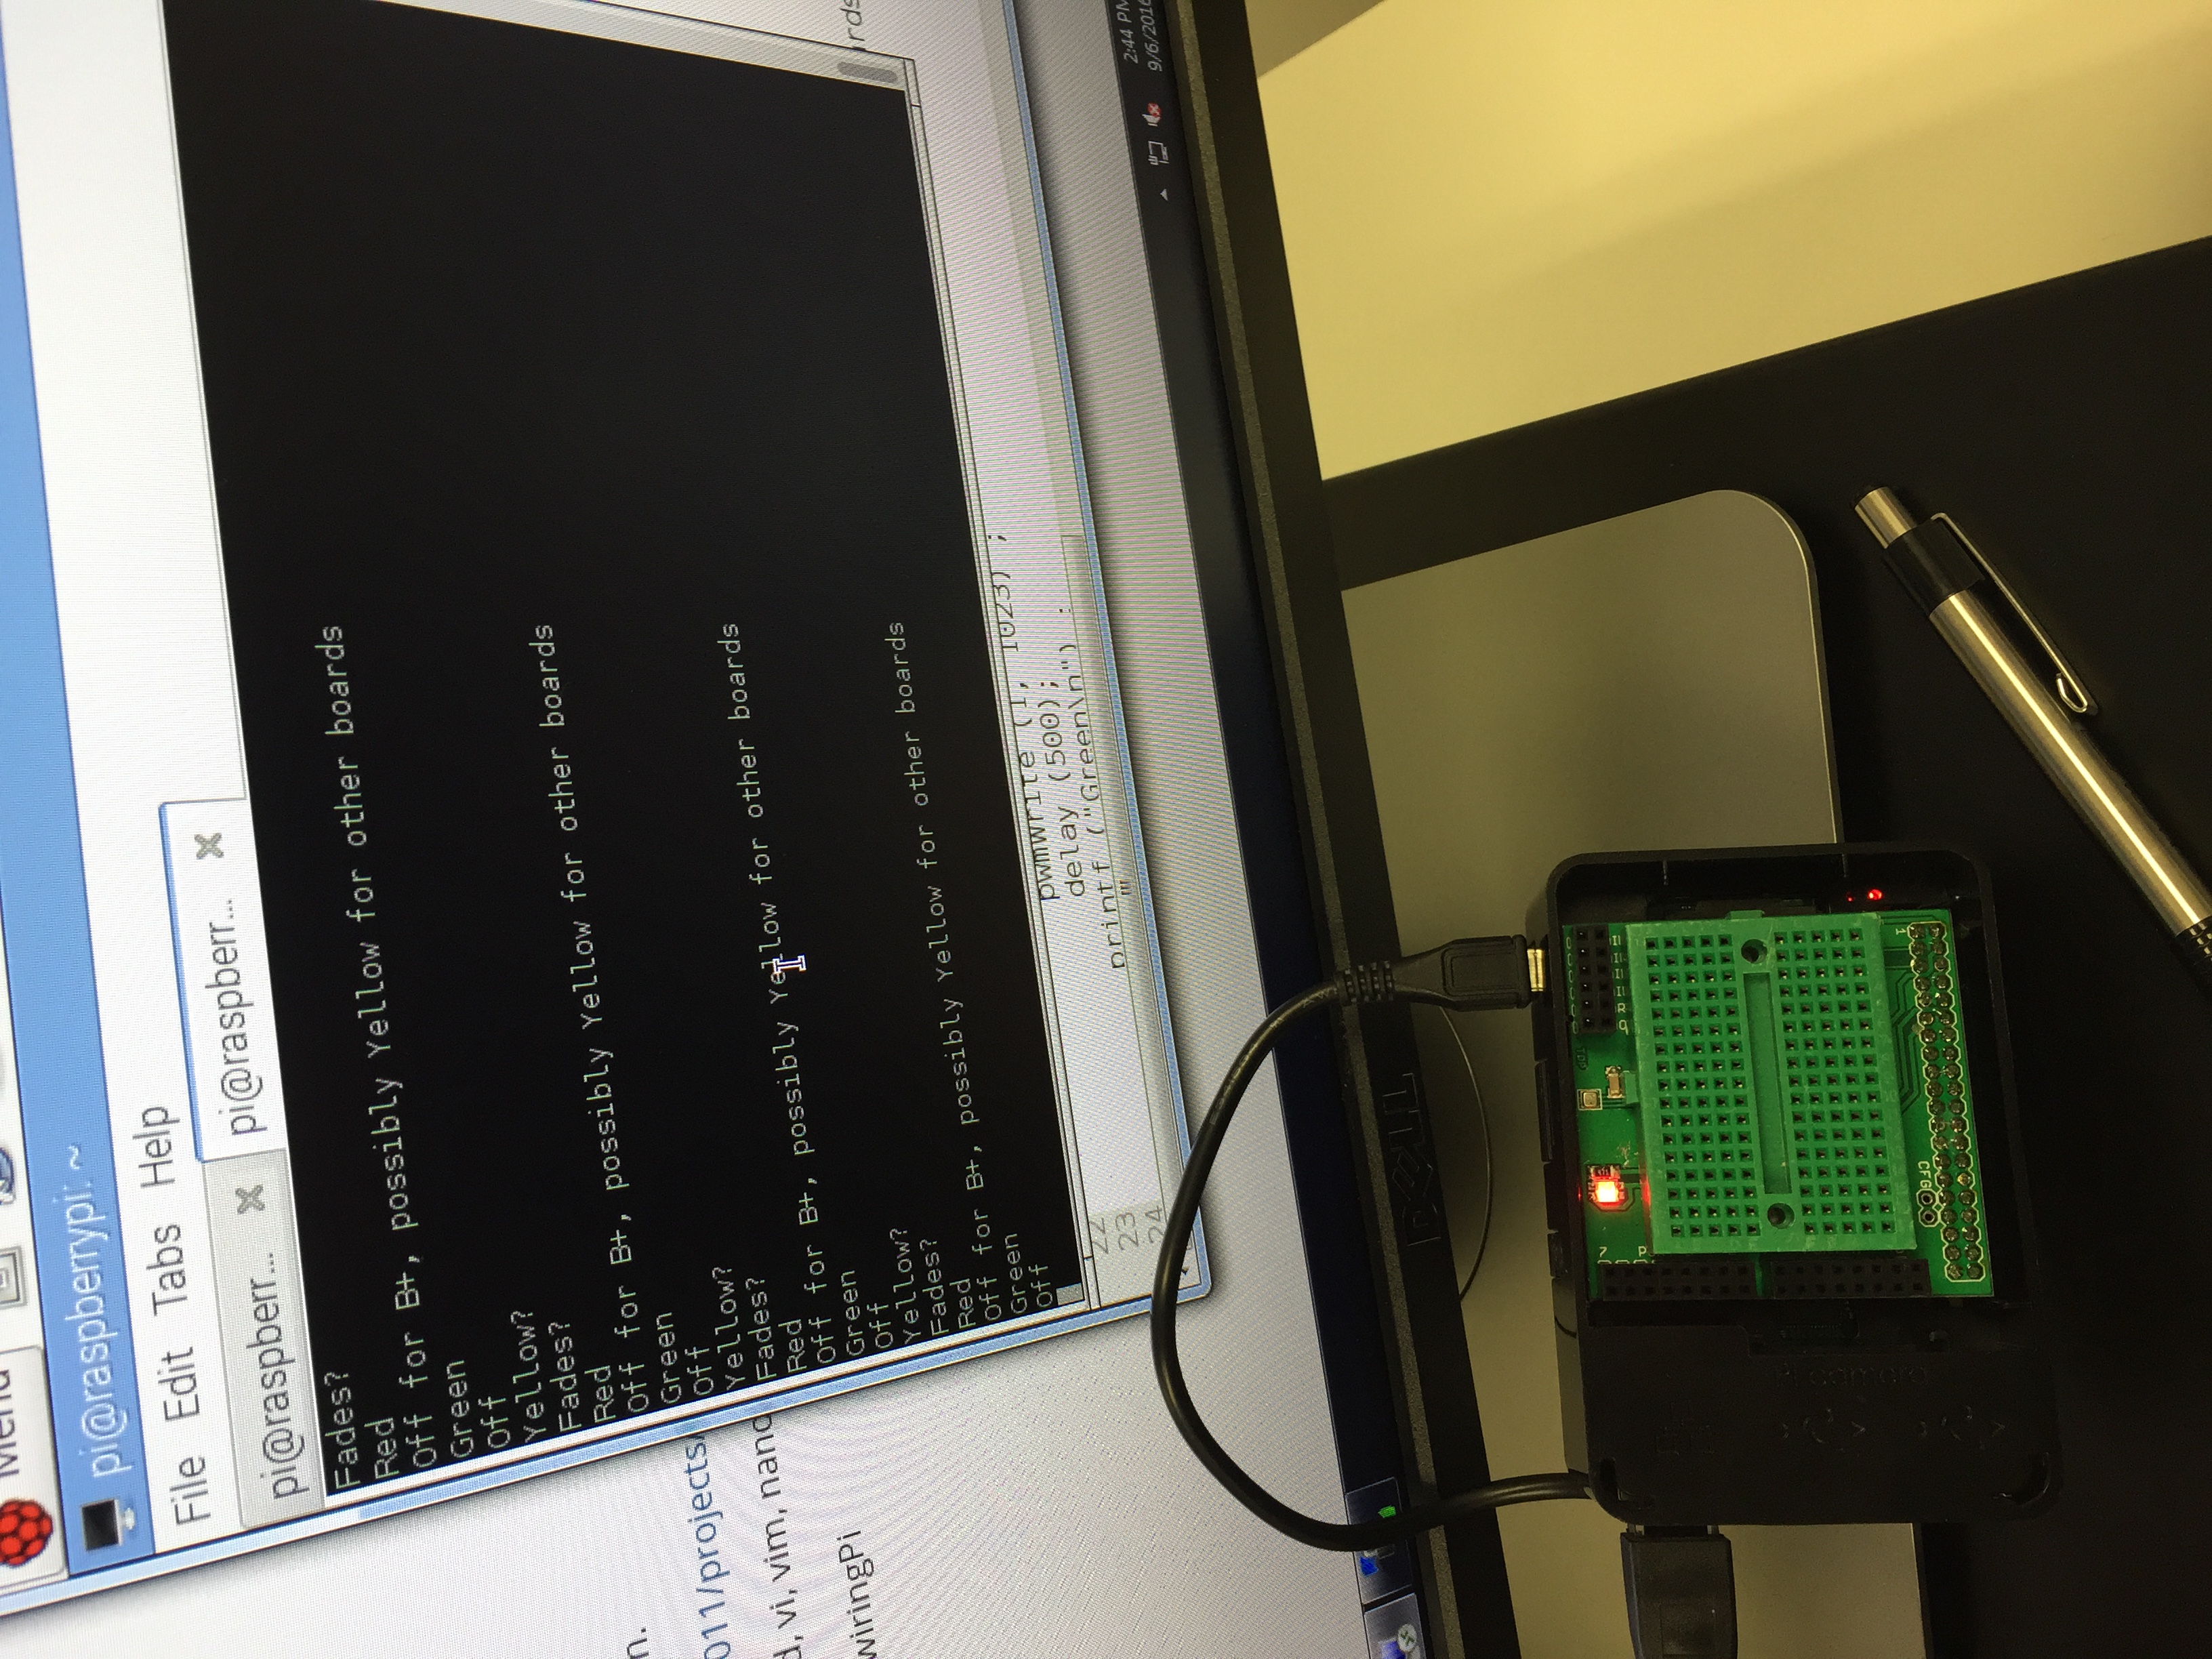 Menu
pi@raspberrypi: ~
File Edit Tabs Help
pi@raspberr...
pi@raspberr...
Fades?
Red
Off for B+, possibly Yellow for other boards
Green
Off
Yellow?
Fades?
Red
Off for B+, possibly Yellow for other boards
Green
Off
Yellow?
Fades?
Red
Off for B+, possibly Yellow for other boards
Green
Off
Yellow?
Fades?
Red
Off for B+, possibly Yellow for other boards
Green
Off
n.
011/projects/
d, vi, vim, nano
wiringPi
rds
pwmWrite (1, 1023) ;
22 delay (500);
23 printf ("Green\n") ;
24
2:44 PM
9/6/2016
DELL
CFG
1